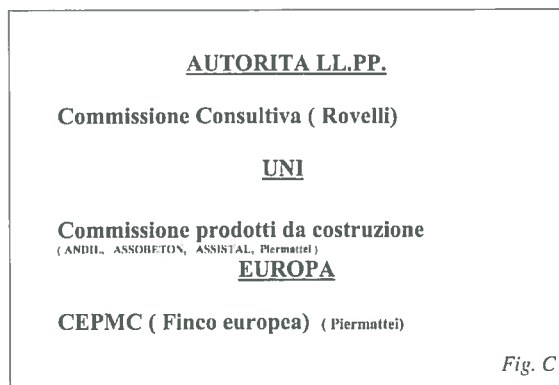 AUTORITA LL.PP.
Commissione Consultiva ( Rovelli)
UNI
Commissione prodotti da costruzione
( ANDIL, ASSOBETON, ASSISTAL, Piermattei )
EUROPA
CEPMC ( Finco europea) ( Piermattei)
Fig. C